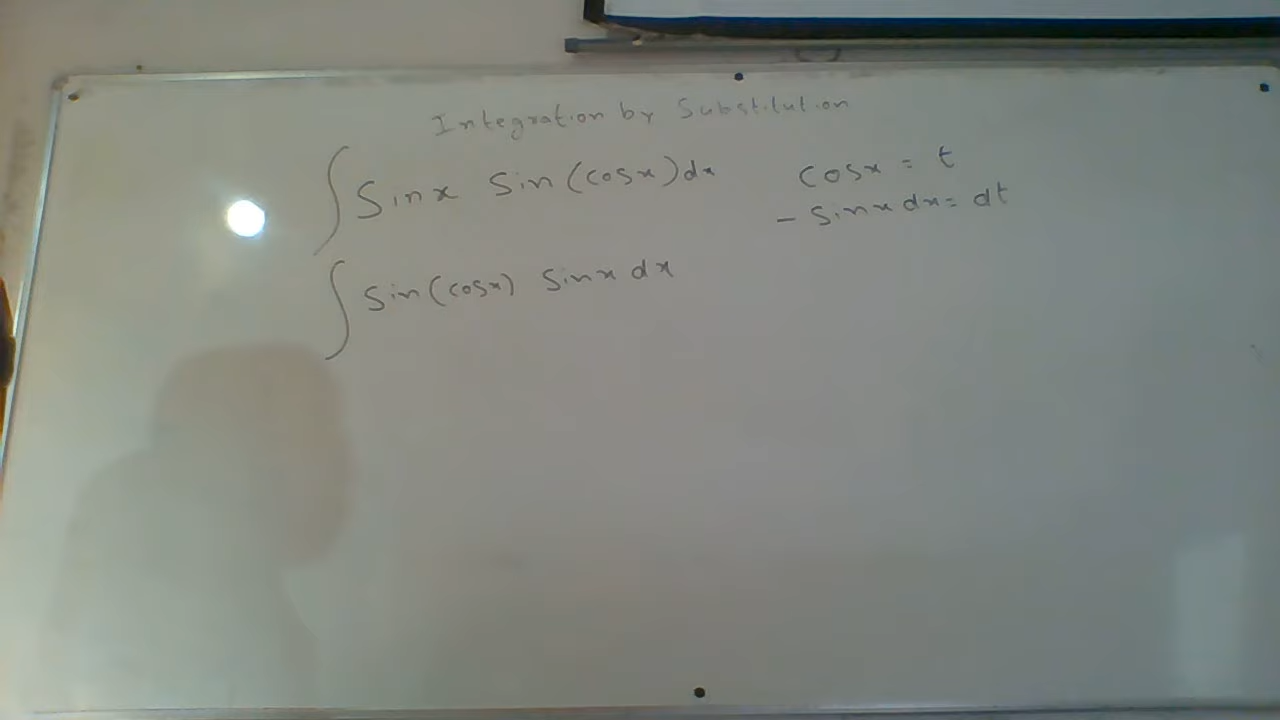 Integration by Substitution
∫ Sinx Sin(cosx)dx cosx = t
- Sinx dx = dt
∫ Sin(cosx) Sinx dx